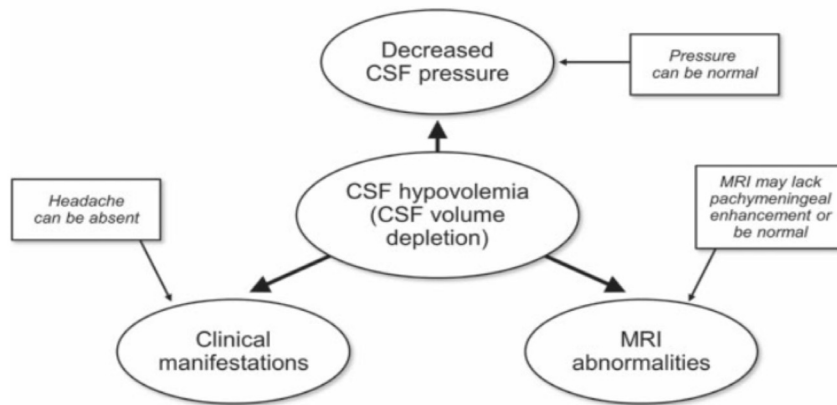 Decreased
CSF pressure
Pressure
can be normal
CSF hypovolemia
(CSF volume
depletion)
Headache
can be absent
MRI may lack
pachymeningeal
enhancement or
be normal
Clinical
manifestations
MRI
abnormalities